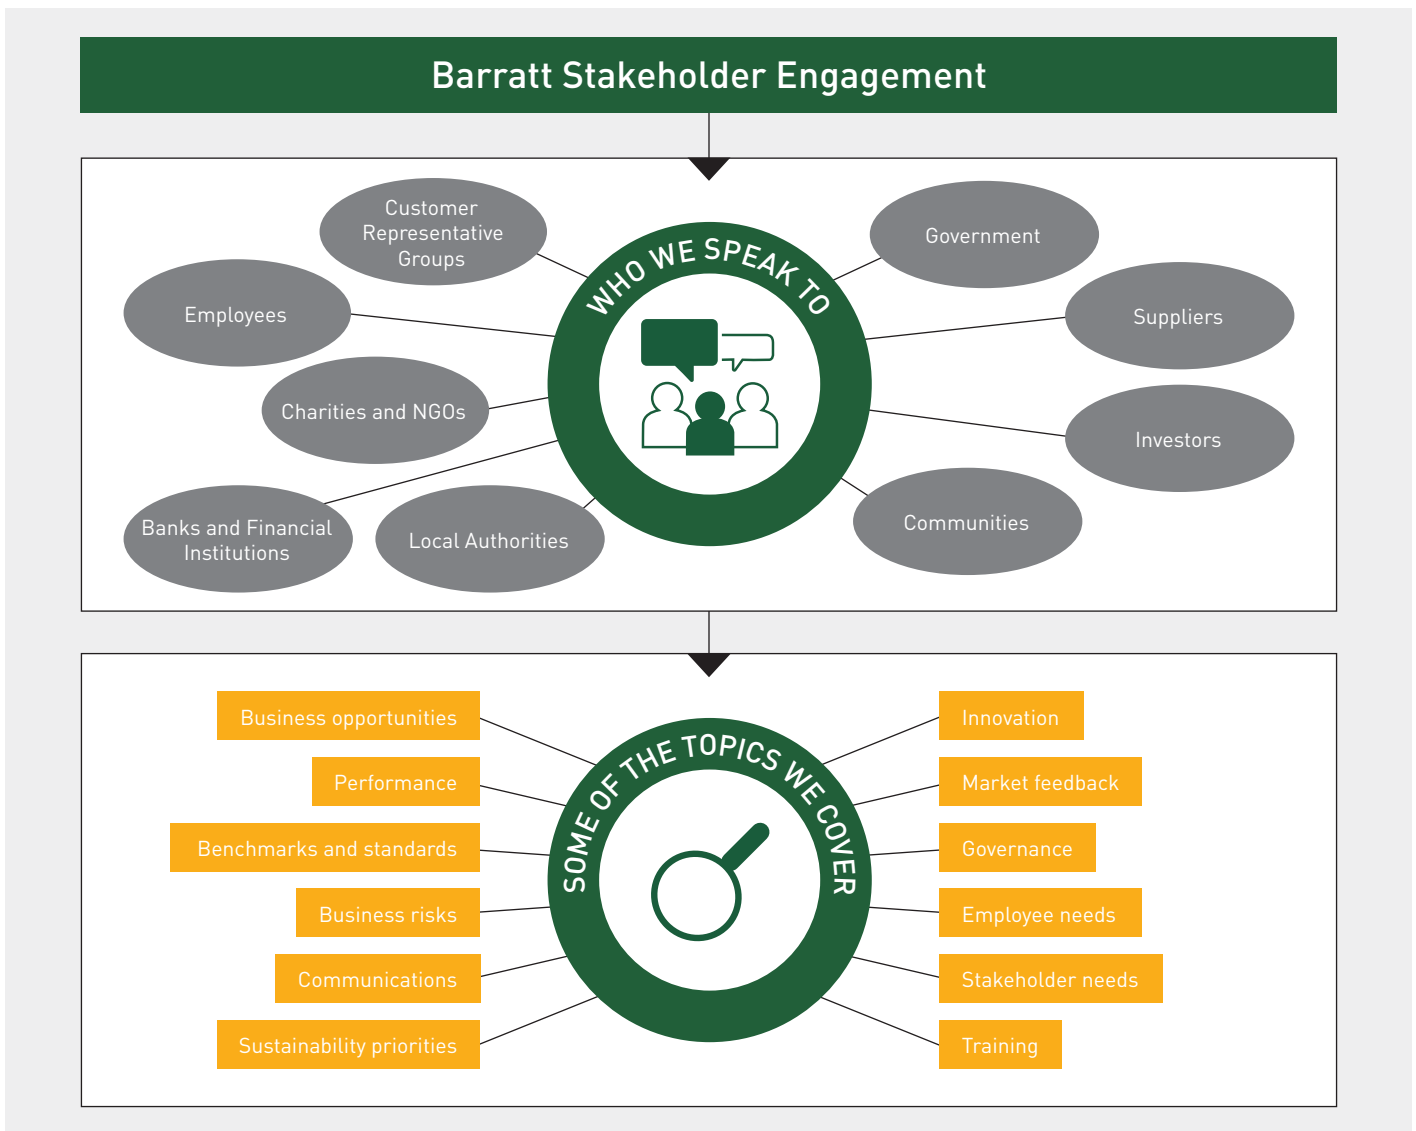 Barratt Stakeholder Engagement
WHO WE SPEAK TO
Customer
Representative
Groups
Employees
Charities and NGOs
Banks and Financial
Institutions
Local Authorities
Government
Suppliers
Investors
Communities
SOME OF THE TOPICS WE COVER
Business opportunities
Performance
Benchmarks and standards
Business risks
Communications
Sustainability priorities
Innovation
Market feedback
Governance
Employee needs
Stakeholder needs
Training